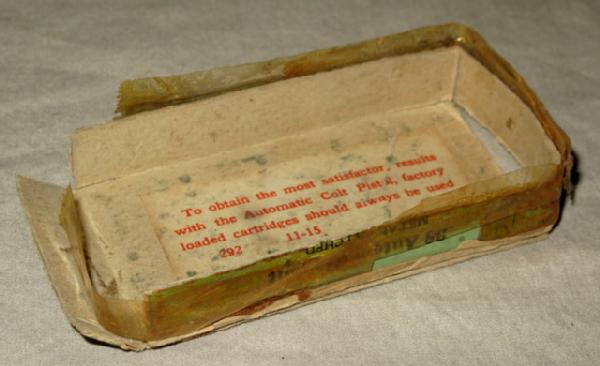 To obtain the most satisfactory results
with the Automatic Colt Pistol, factory
loaded cartridges should always be used
292 11-15